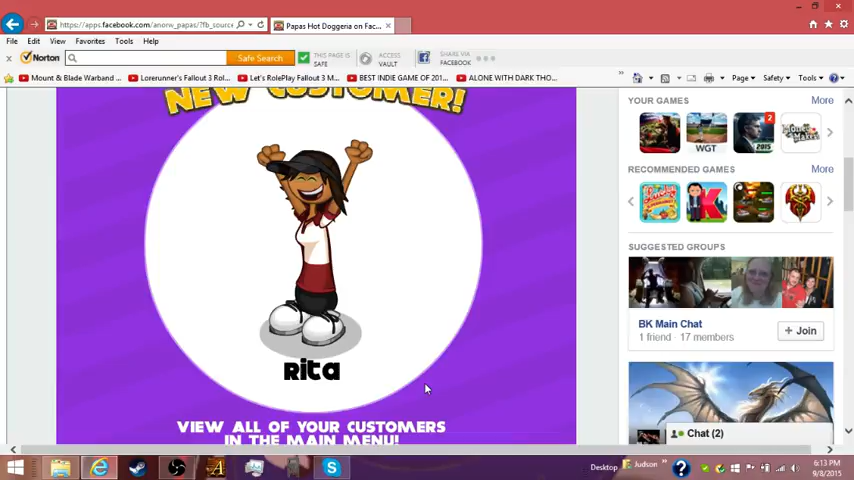 https://apps.facebook.com/anorw_papas/?fb_source
Papas Hot Doggeria on Fac...
File Edit View Favorites Tools Help
Norton
Safe Search
THIS PAGE IS SAFE
ACCESS VAULT
SHARE VIA FACEBOOK
Mount & Blade Warband ...
Lorerunner's Fallout 3 Rol...
Let's RolePlay Fallout 3 M...
BEST INDIE GAME OF 201...
ALONE WITH DARK THO...
Page
Safety
Tools
NEW CUSTOMER!
Rita
VIEW ALL OF YOUR CUSTOMERS
IN THE MAIN MENU!
YOUR GAMES
More
WGT
2
2015
RECOMMENDED GAMES
More
SUGGESTED GROUPS
BK Main Chat
1 friend · 17 members
+ Join
Chat (2)
Desktop
Judson
6:13 PM
9/8/2015